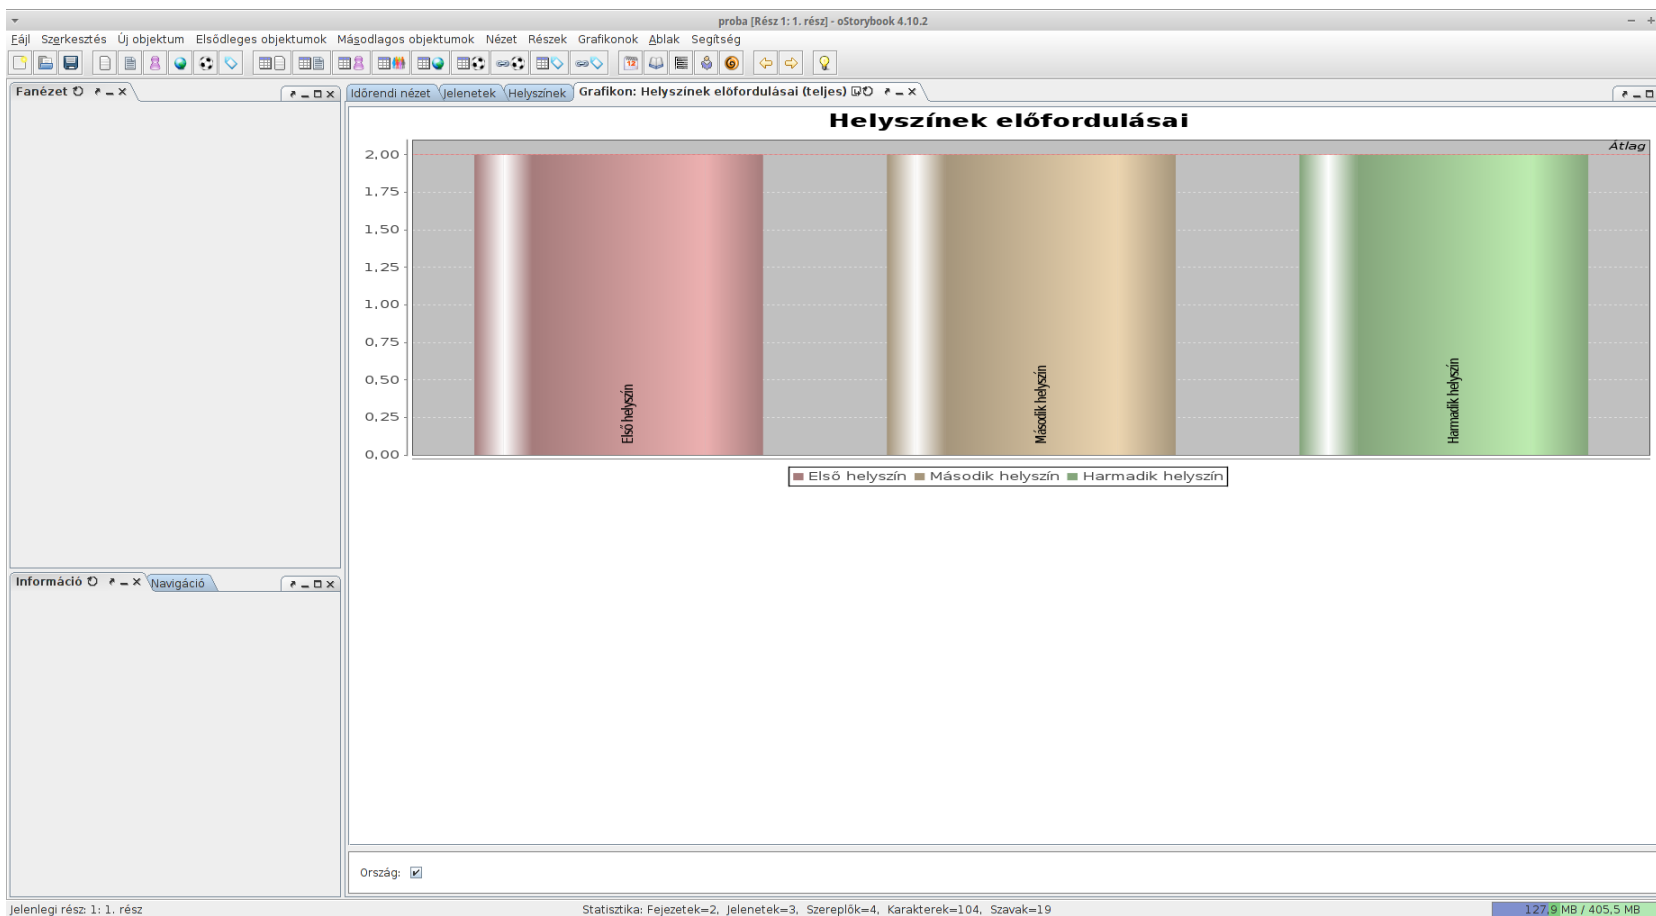 proba [Rész 1: 1. rész] - oStorybook 4.10.2
Fájl Szerkesztés Új objektum Elsődleges objektumok Másodlagos objektumok Nézet Részek Grafikonok Ablak Segítség
12
Fanézet
Időrendi nézet Jelenetek Helyszínek Grafikon: Helyszínek előfordulásai (teljes)
Helyszínek előfordulásai
Átlag
2,00
1,75
1,50
1,25
1,00
0,75
0,50
0,25
0,00
Első helyszín
Második helyszín
Harmadik helyszín
Első helyszín Második helyszín Harmadik helyszín
Információ Navigáció
Ország:
Jelenlegi rész: 1: 1. rész
Statisztika: Fejezetek=2, Jelenetek=3, Szereplők=4, Karakterek=104, Szavak=19
127,9 MB / 405,5 MB